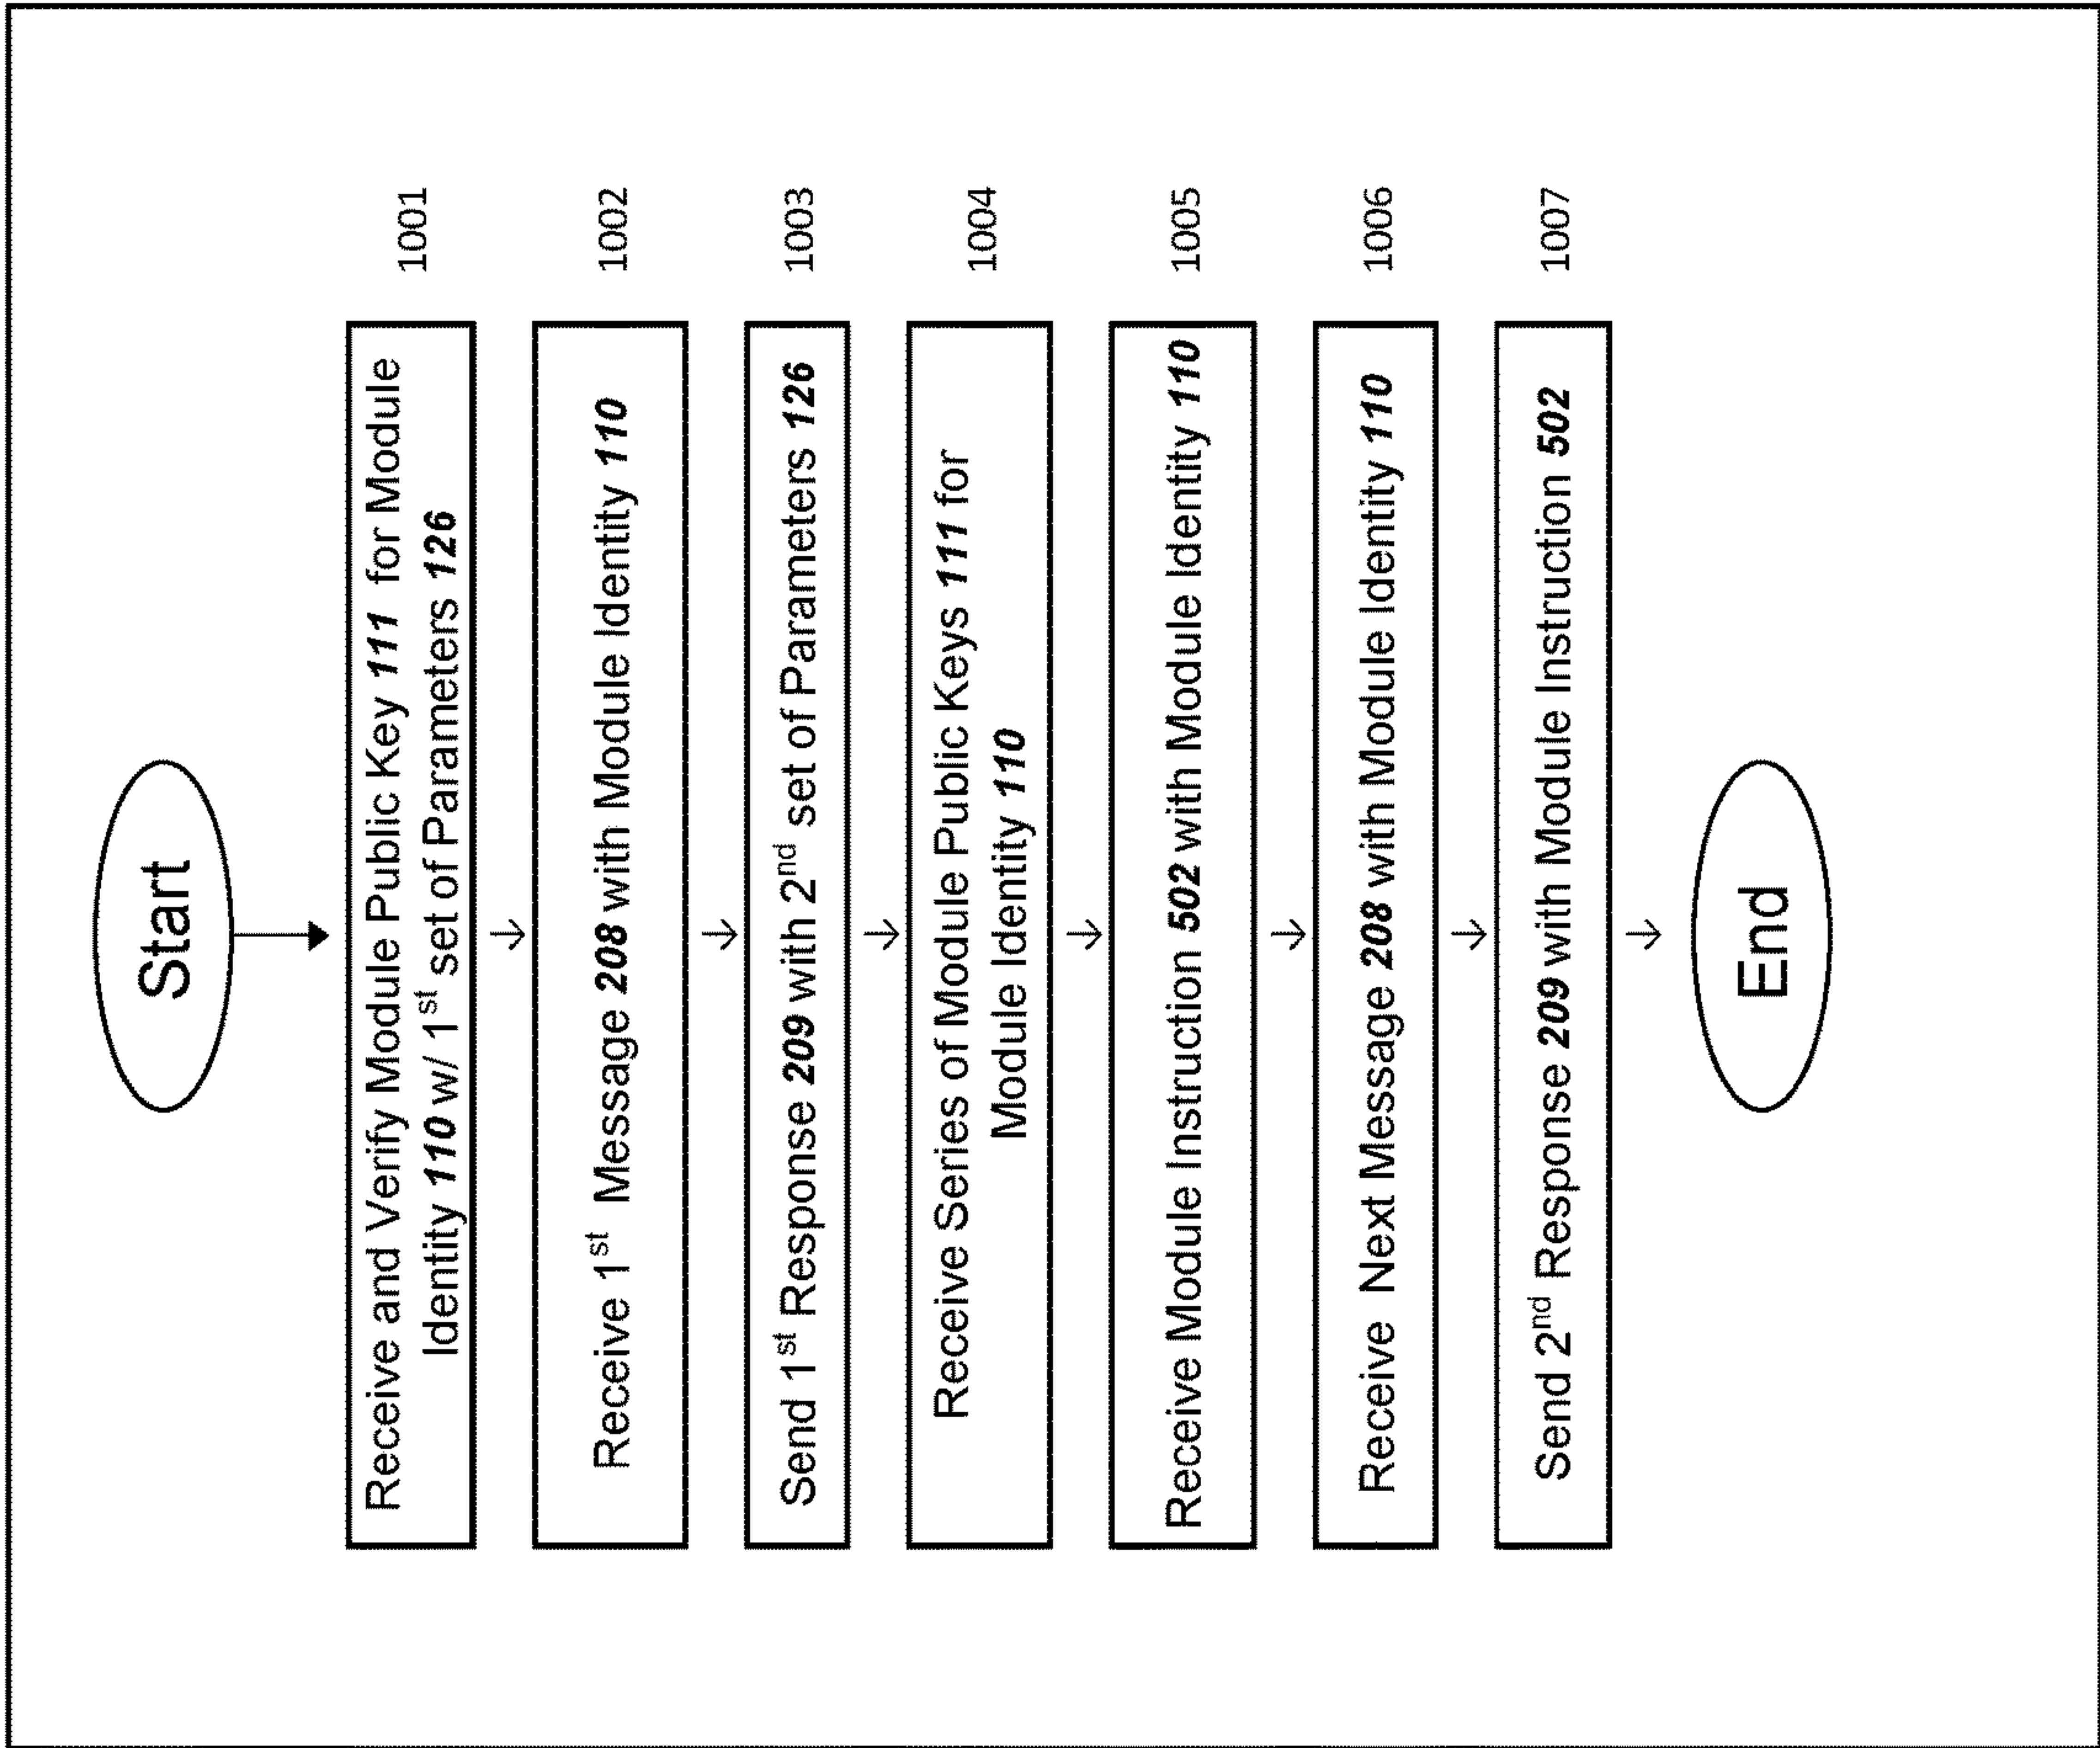 Start
Receive and Verify Module Public Key 111 for Module
Identity 110 w/ 1st set of Parameters 126
1001
Receive 1st Message 208 with Module Identity 110
1002
Send 1st Response 209 with 2nd set of Parameters 126
1003
Receive Series of Module Public Keys 111 for
Module Identity 110
1004
Receive Module Instruction 502 with Module Identity 110
1005
Receive Next Message 208 with Module Identity 110
1006
Send 2nd Response 209 with Module Instruction 502
1007
End